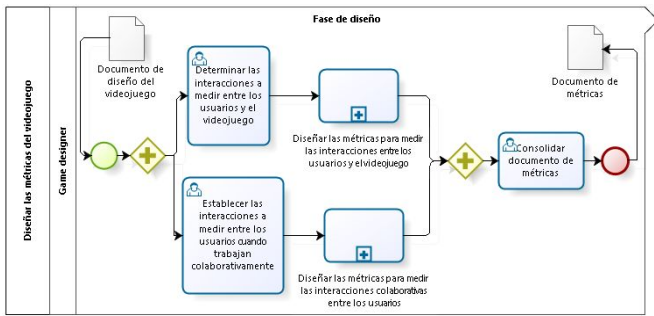 Fase de diseño
Diseñar las métricas del videojuego
Game designer
Documento de
diseño del
videojuego
Determinar las
interacciones a
medir entre los
usuarios y el
videojuego
Diseñar las métricas para medir
las interacciones entre los
usuarios y el videojuego
Establecer las
interacciones a
medir entre los
usuarios cuando
trabajan
colaborativamente
Diseñar las métricas para medir
las interacciones colaborativas
entre los usuarios
Consolidar
documento de
métricas
Documento de
métricas